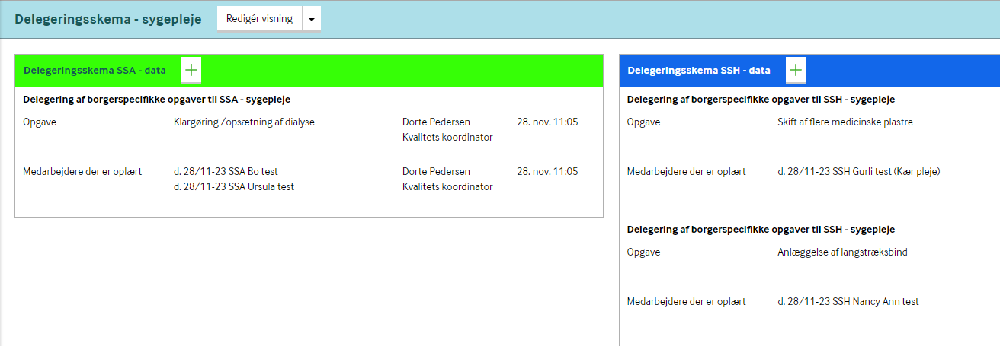 Delegeringsskema - sygepleje
Redigér visning
Delegeringsskema SSA - data
Delegering af borgerspecifikke opgaver til SSA - sygepleje
Opgave Klargøring /opsætning af dialyse Dorte Pedersen 28. nov. 11:05
Kvalitets koordinator
Medarbejdere der er oplært d. 28/11-23 SSA Bo test Dorte Pedersen 28. nov. 11:05
d. 28/11-23 SSA Ursula test Kvalitets koordinator
Delegeringsskema SSH - data
Delegering af borgerspecifikke opgaver til SSH - sygepleje
Opgave Skift af flere medicinske plastre
Medarbejdere der er oplært d. 28/11-23 SSH Gurli test (Kær pleje)
Delegering af borgerspecifikke opgaver til SSH - sygepleje
Opgave Anlæggelse af langstræksbind
Medarbejdere der er oplært d. 28/11-23 SSH Nancy Ann test